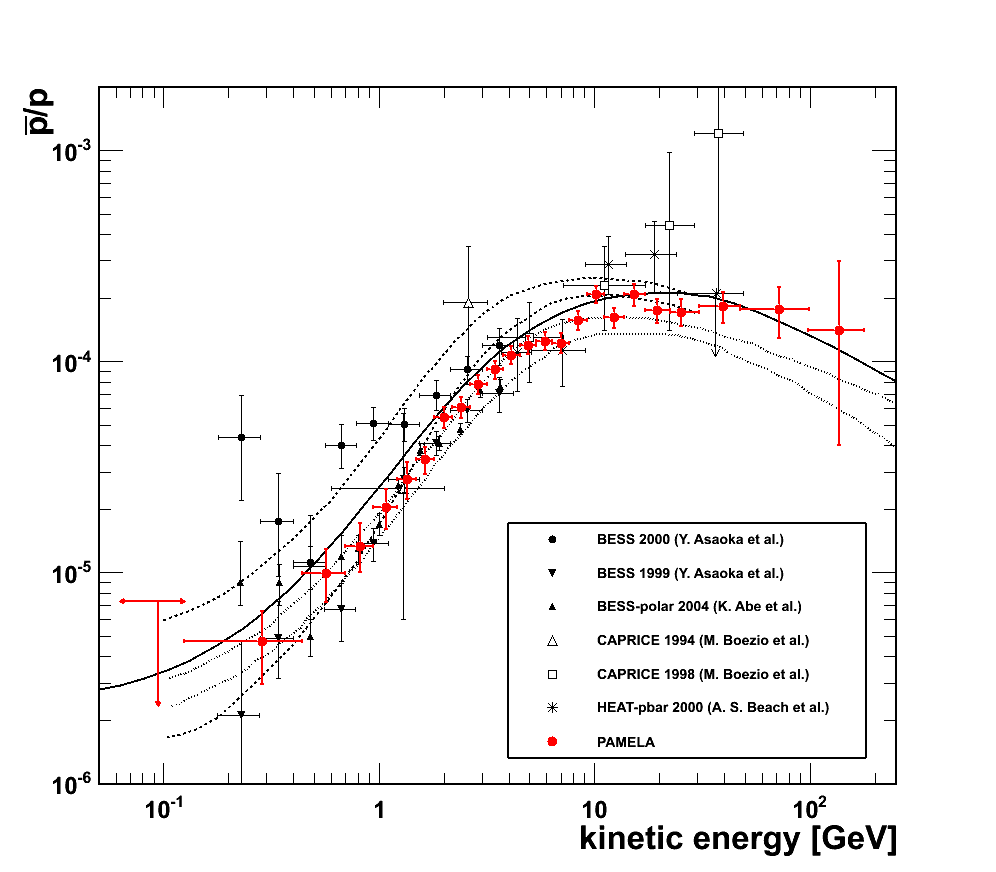 p̅/p
10⁻³
10⁻⁴
10⁻⁵
10⁻⁶
BESS 2000 (Y. Asaoka et al.)
BESS 1999 (Y. Asaoka et al.)
BESS-polar 2004 (K. Abe et al.)
CAPRICE 1994 (M. Boezio et al.)
CAPRICE 1998 (M. Boezio et al.)
HEAT-pbar 2000 (A. S. Beach et al.)
PAMELA
10⁻¹ 1 10 10²
kinetic energy [GeV]